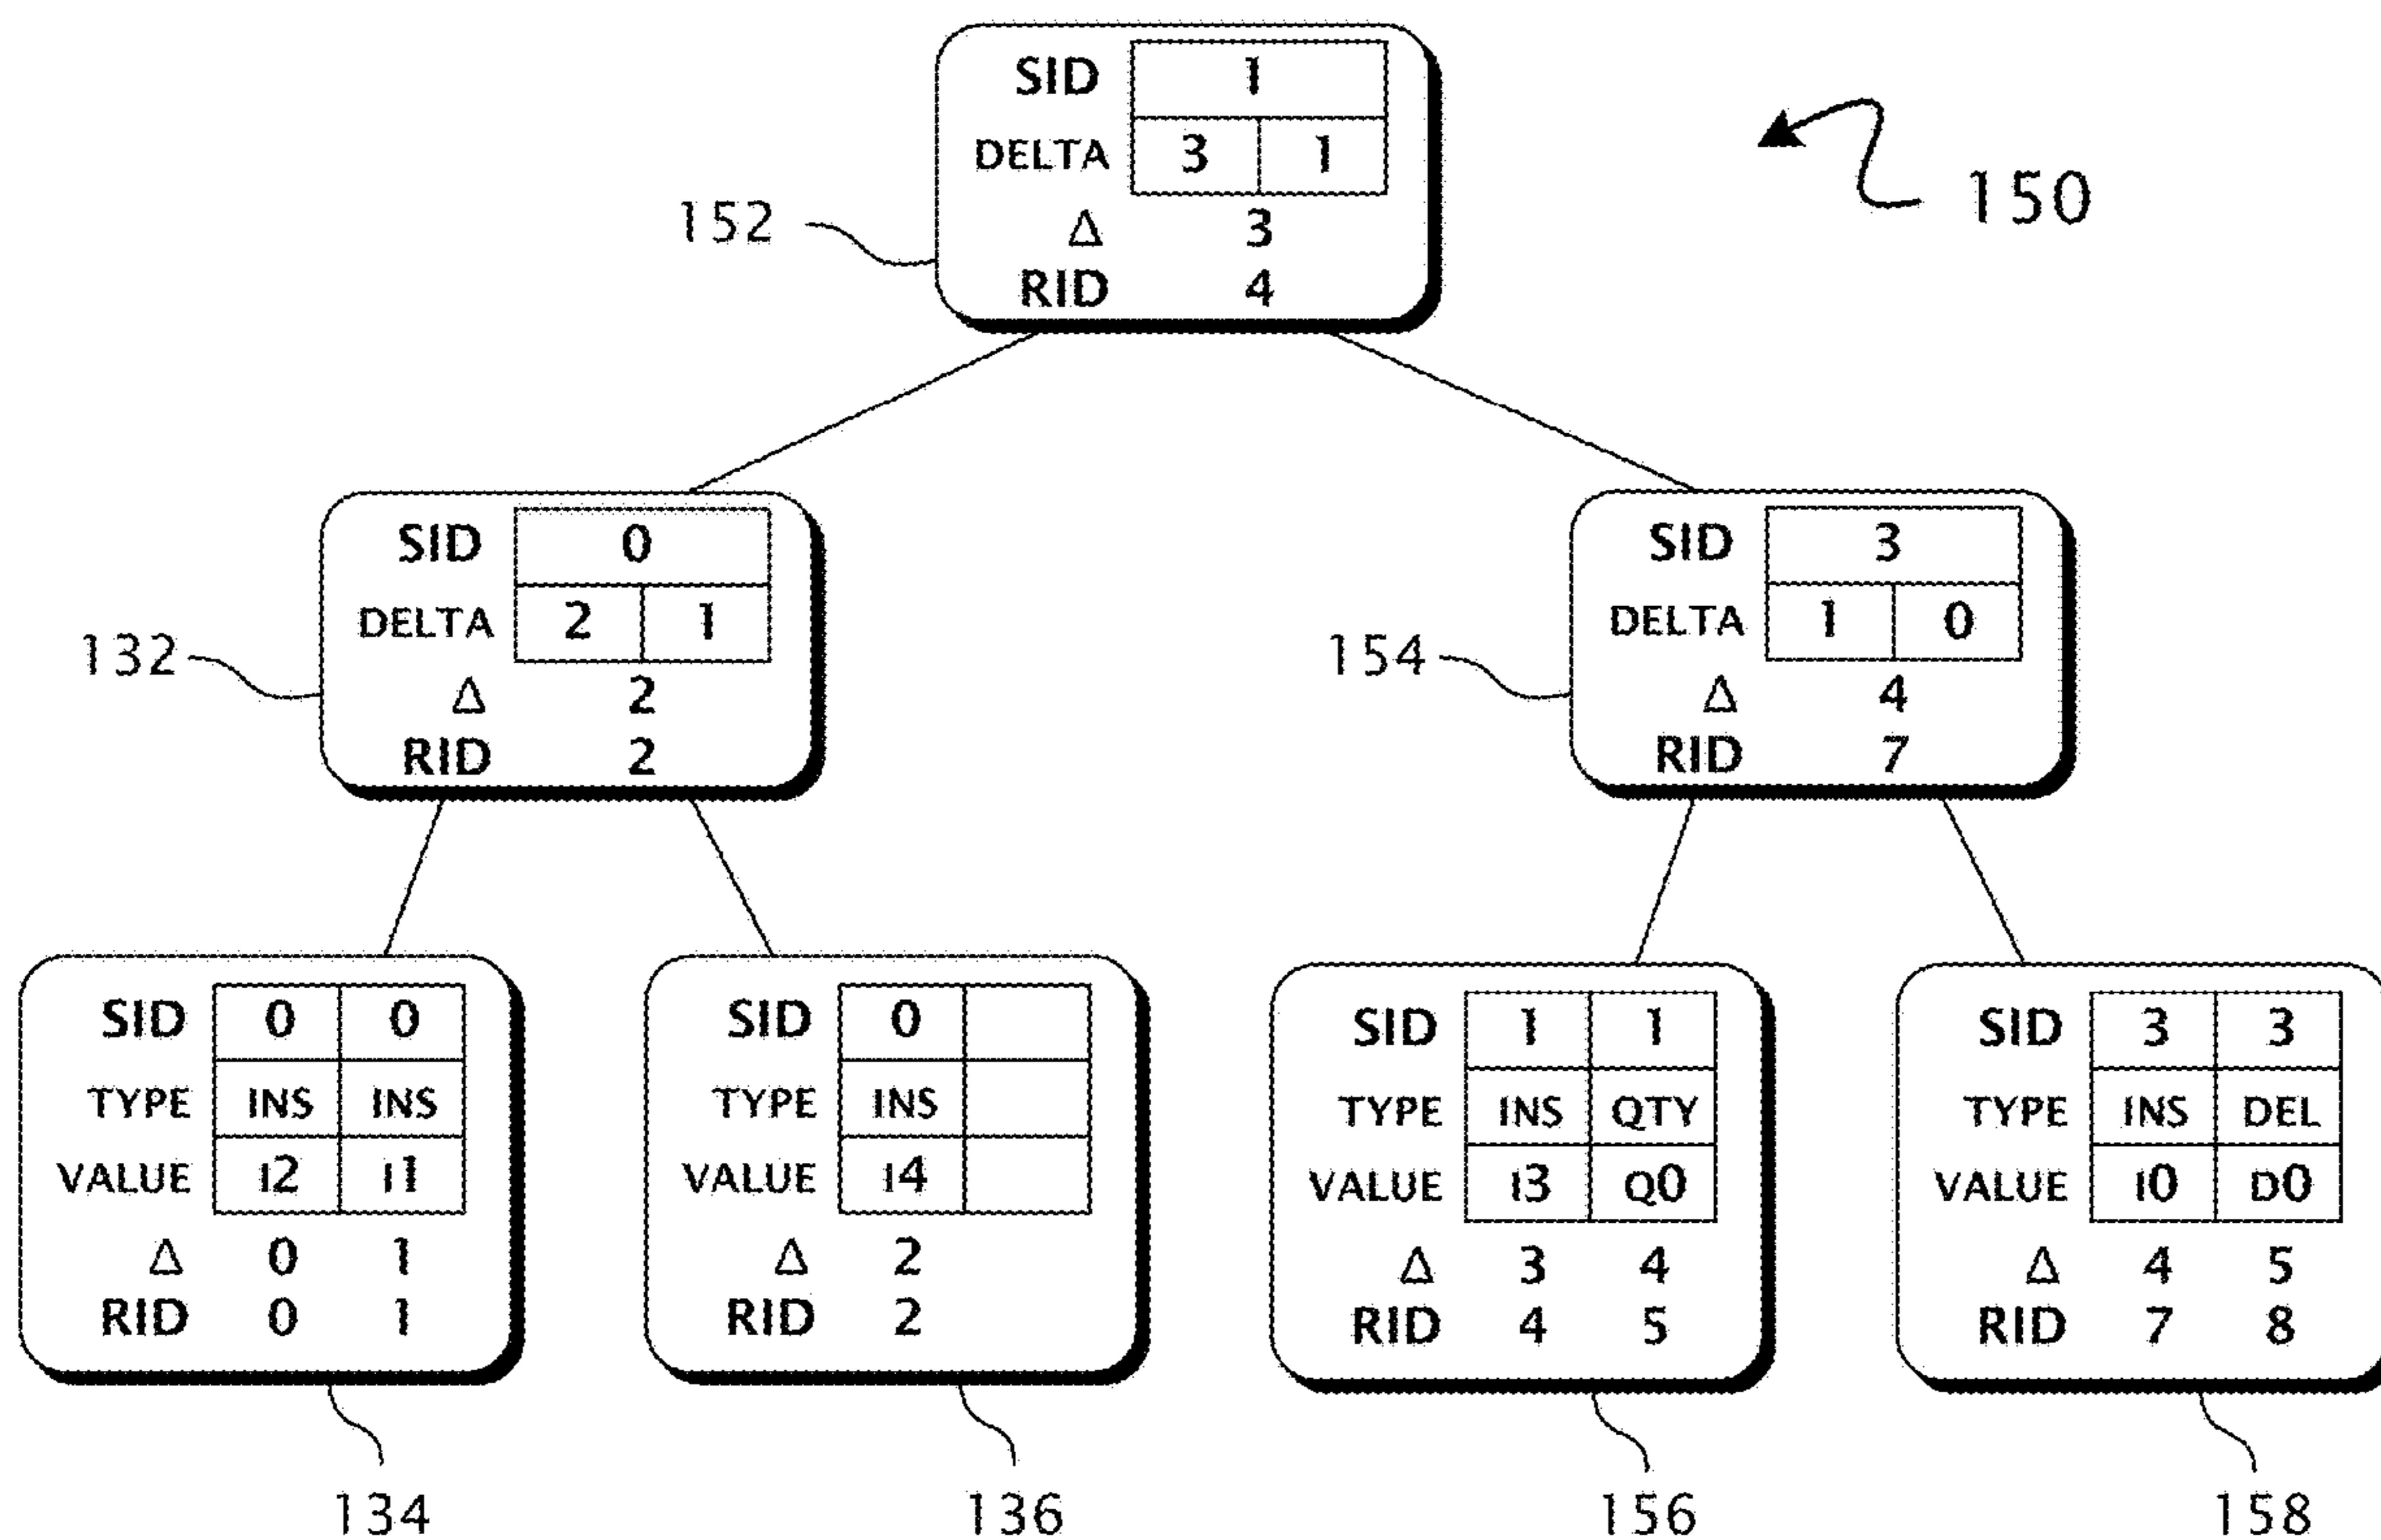 SID 1
DELTA 3 1
Δ 3
RID 4
152
150
SID 0
DELTA 2 1
Δ 2
RID 2
132
SID 3
DELTA 1 0
Δ 4
RID 7
154
SID 0 0
TYPE INS INS
VALUE I2 I1
Δ 0 1
RID 0 1
134
SID 0
TYPE INS
VALUE I4
Δ 2
RID 2
136
SID 1 1
TYPE INS QTY
VALUE I3 Q0
Δ 3 4
RID 4 5
156
SID 3 3
TYPE INS DEL
VALUE I0 D0
Δ 4 5
RID 7 8
158